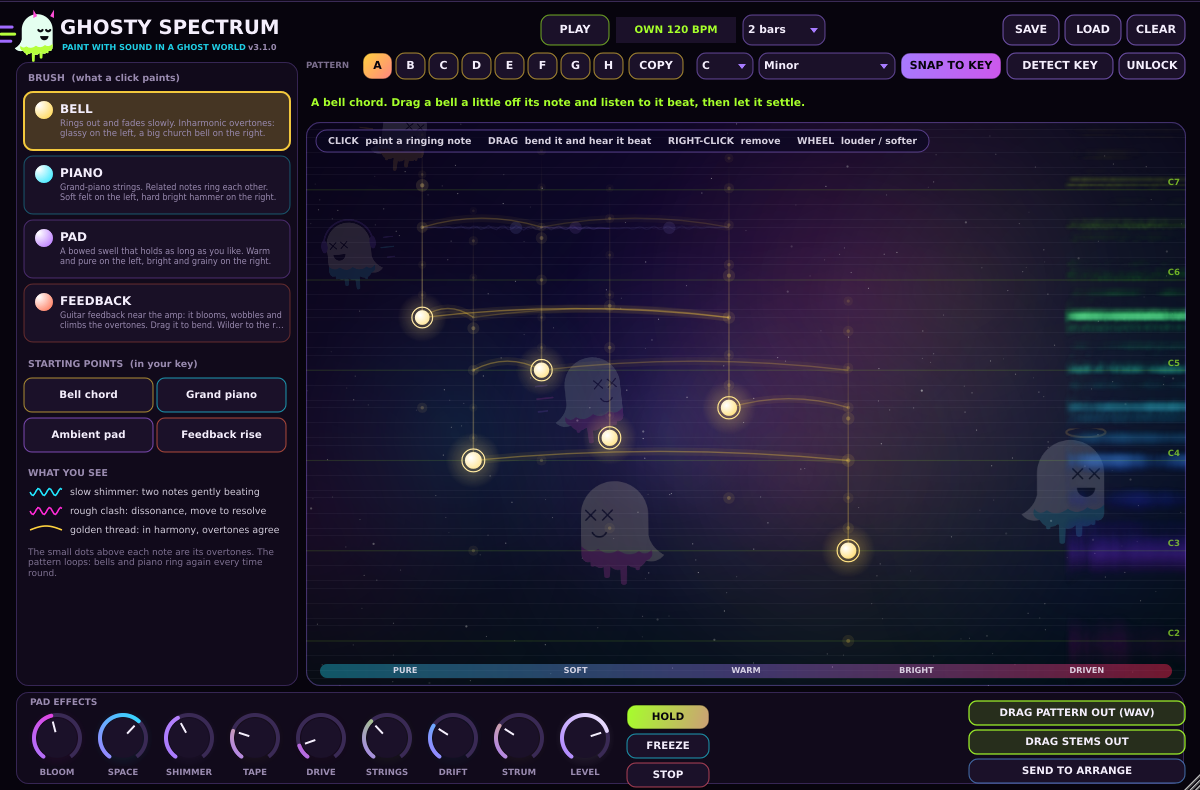 GHOSTY SPECTRUM
PAINT WITH SOUND IN A GHOST WORLD v3.1.0
PLAY
OWN 120 BPM
2 bars
SAVE
LOAD
CLEAR
PATTERN
A
B
C
D
E
F
G
H
COPY
C
Minor
SNAP TO KEY
DETECT KEY
UNLOCK
BRUSH (what a click paints)
BELL
Rings out and fades slowly. Inharmonic overtones:
glassy on the left, a big church bell on the right.
PIANO
Grand-piano strings. Related notes ring each other.
Soft felt on the left, hard bright hammer on the right.
PAD
A bowed swell that holds as long as you like. Warm
and pure on the left, bright and grainy on the right.
FEEDBACK
Guitar feedback near the amp: it blooms, wobbles and
climbs the overtones. Drag it to bend. Wilder to the r...
STARTING POINTS (in your key)
Bell chord
Grand piano
Ambient pad
Feedback rise
WHAT YOU SEE
slow shimmer: two notes gently beating
rough clash: dissonance, move to resolve
golden thread: in harmony, overtones agree
The small dots above each note are its overtones. The
pattern loops: bells and piano ring again every time
round.
A bell chord. Drag a bell a little off its note and listen to it beat, then let it settle.
CLICK paint a ringing note DRAG bend it and hear it beat RIGHT-CLICK remove WHEEL louder / softer
C7
C6
C5
C4
C3
C2
PURE
SOFT
WARM
BRIGHT
DRIVEN
PAD EFFECTS
BLOOM
SPACE
SHIMMER
TAPE
DRIVE
STRINGS
DRIFT
STRUM
LEVEL
HOLD
FREEZE
STOP
DRAG PATTERN OUT (WAV)
DRAG STEMS OUT
SEND TO ARRANGE